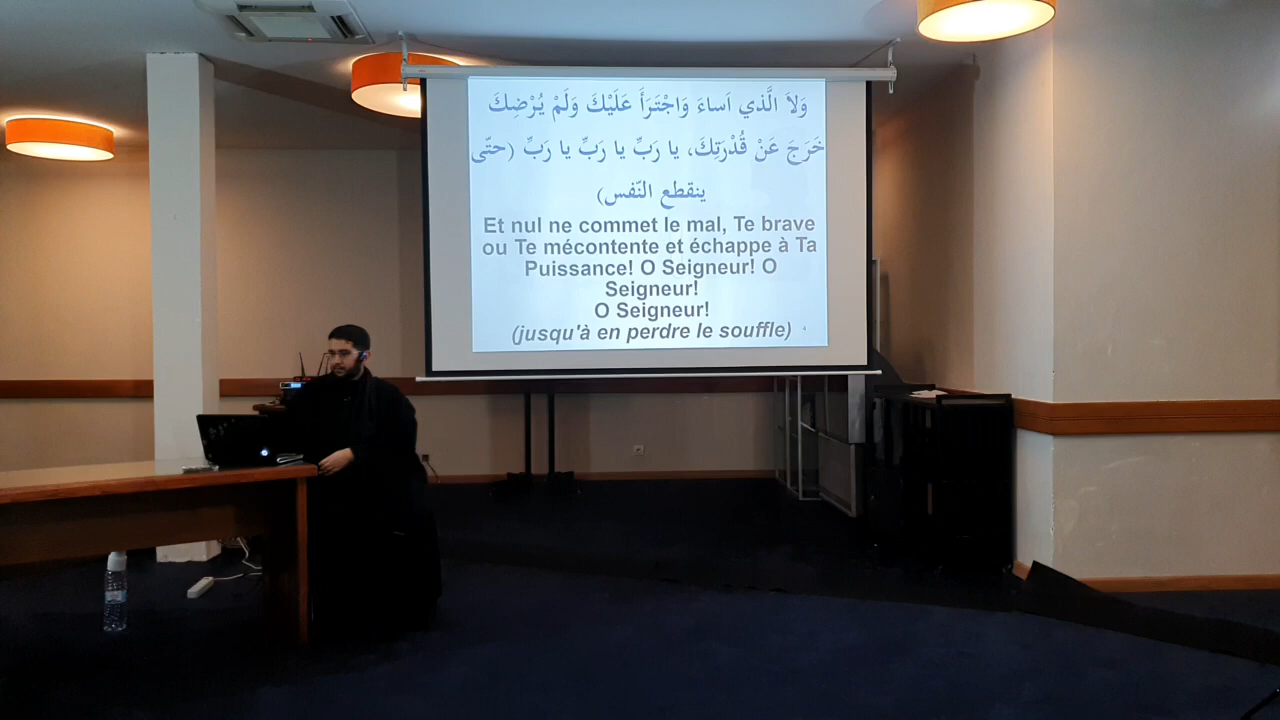 وَلاَ الَّذي اَساءَ وَاجْتَرَأَ عَلَيْكَ وَلَمْ يُرْضِكَ
خَرَجَ عَنْ قُدْرَتِكَ، يا رَبِّ يا رَبِّ يا رَبِّ (حتّى
ينقطع النّفس)
Et nul ne commet le mal, Te brave
ou Te mécontente et échappe à Ta
Puissance! O Seigneur! O
Seigneur!
O Seigneur!
(jusqu'à en perdre le souffle)
4